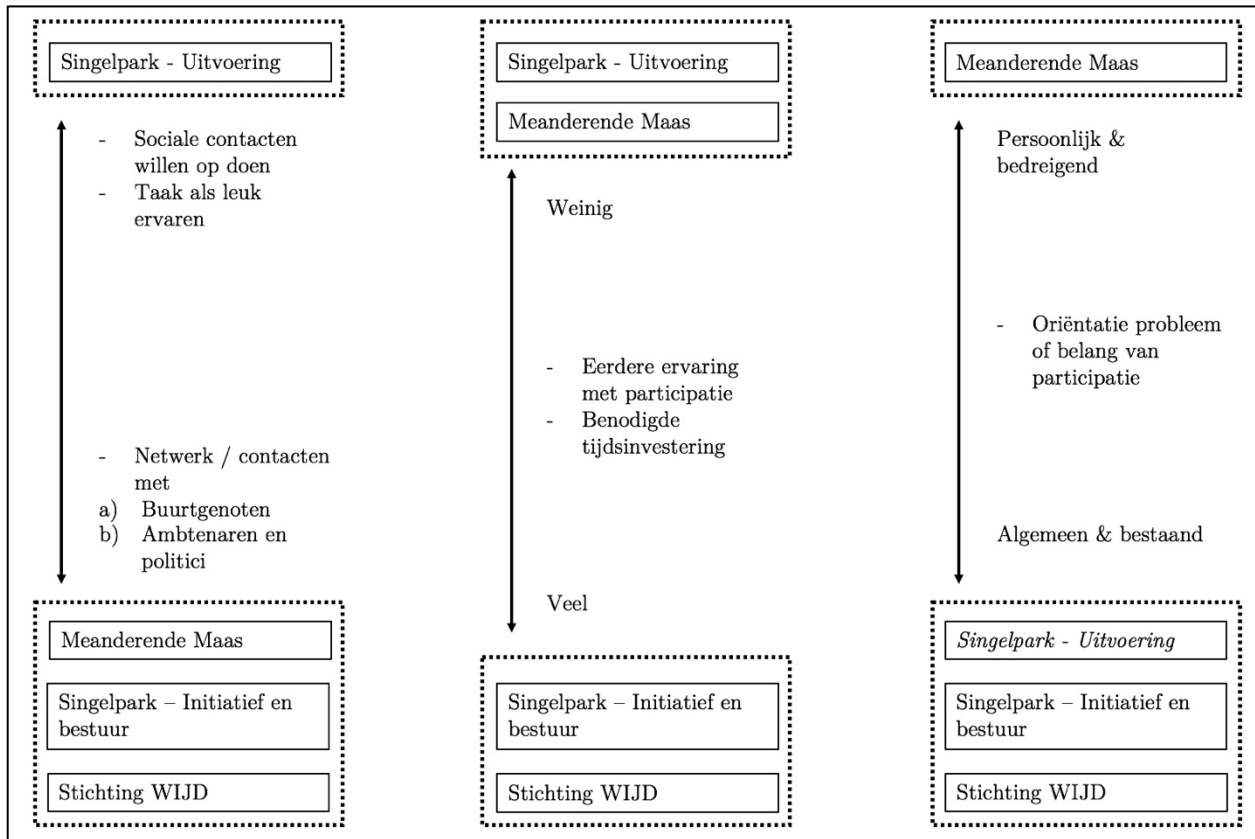 Singelpark - Uitvoering
- Sociale contacten
willen op doen
- Taak als leuk
ervaren
- Netwerk / contacten
met
a) Buurtgenoten
b) Ambtenaren en
politici
Meanderende Maas
Singelpark – Initiatief en
bestuur
Stichting WIJD
Singelpark - Uitvoering
Meanderende Maas
Weinig
- Eerdere ervaring
met participatie
- Benodigde
tijdsinvestering
Veel
Singelpark – Initiatief en
bestuur
Stichting WIJD
Meanderende Maas
Persoonlijk &
bedreigend
- Oriëntatie probleem
of belang van
participatie
Algemeen & bestaand
Singelpark - Uitvoering
Singelpark – Initiatief en
bestuur
Stichting WIJD